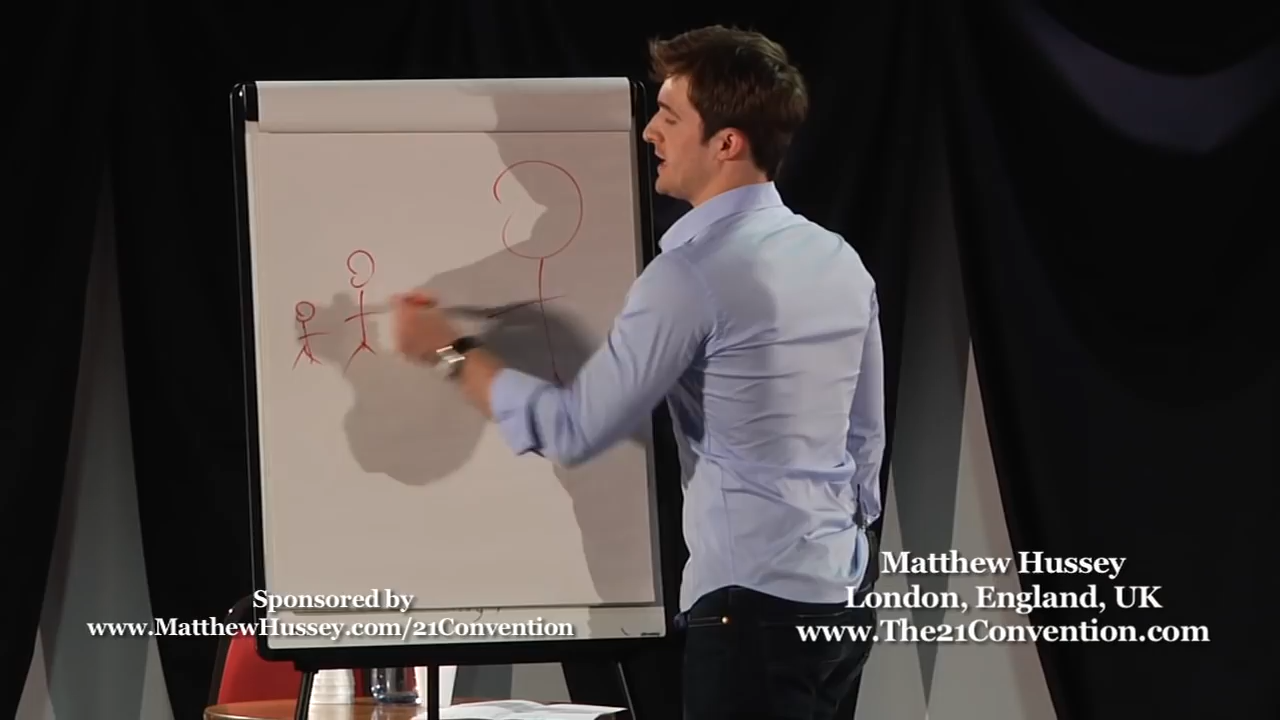 Sponsored by
www.MatthewHussey.com/21Convention
Matthew Hussey
London, England, UK
www.The21Convention.com